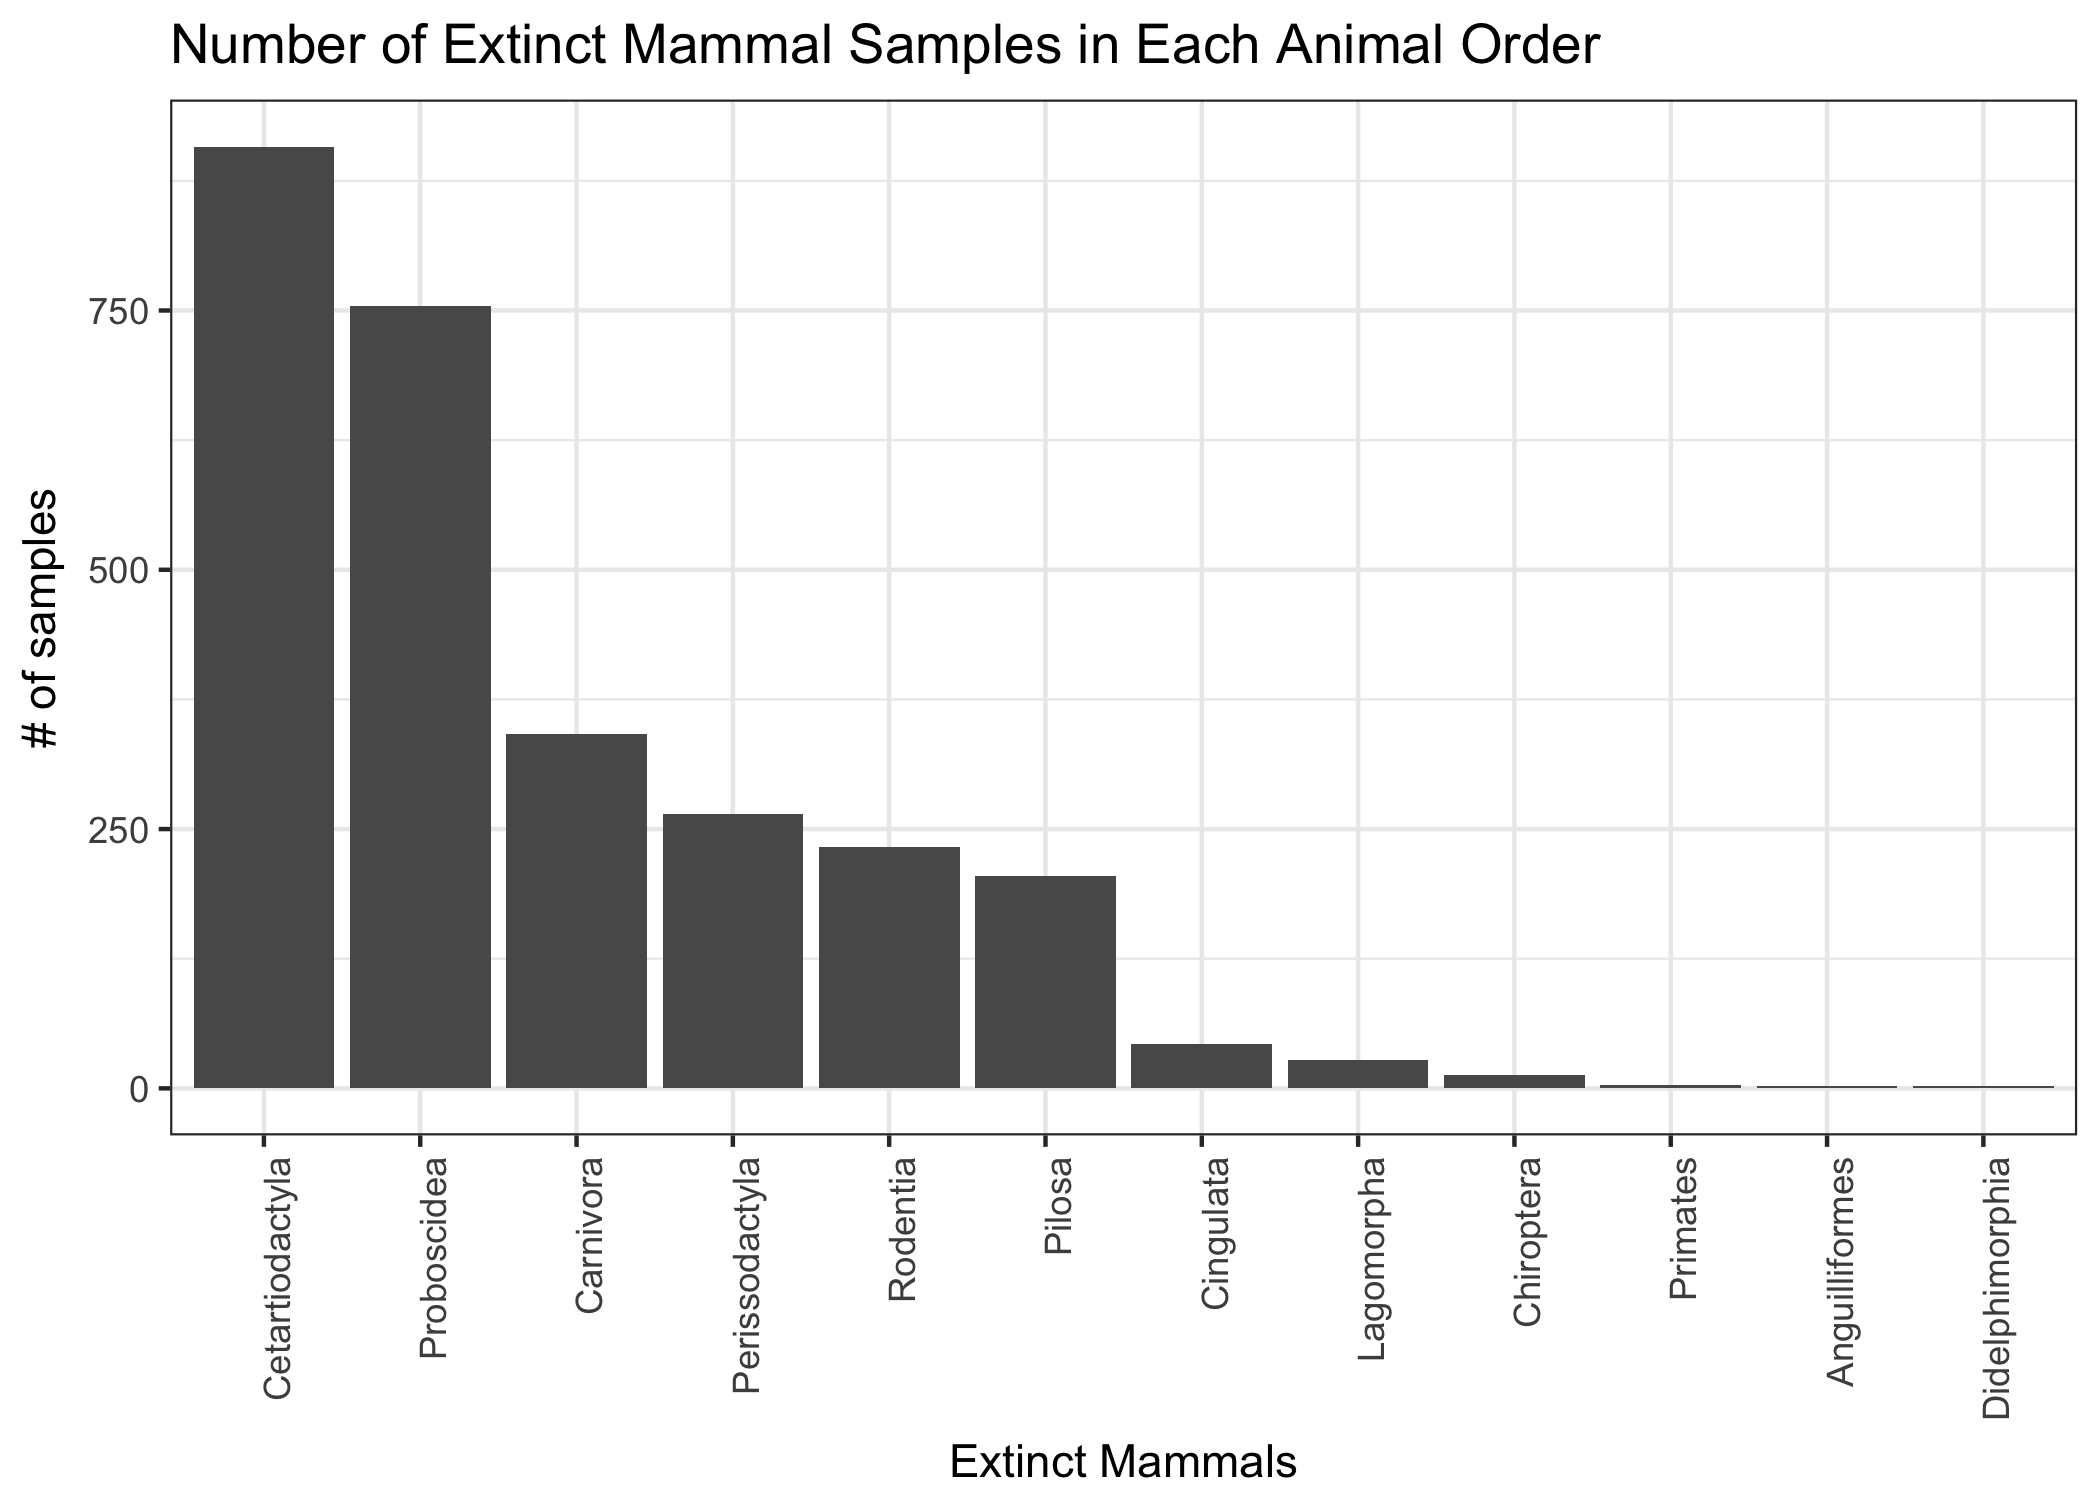 Number of Extinct Mammal Samples in Each Animal Order
# of samples
750
500
250
0
Cetartiodactyla
Proboscidea
Carnivora
Perissodactyla
Rodentia
Pilosa
Cingulata
Lagomorpha
Chiroptera
Primates
Anguilliformes
Didelphimorphia
Extinct Mammals